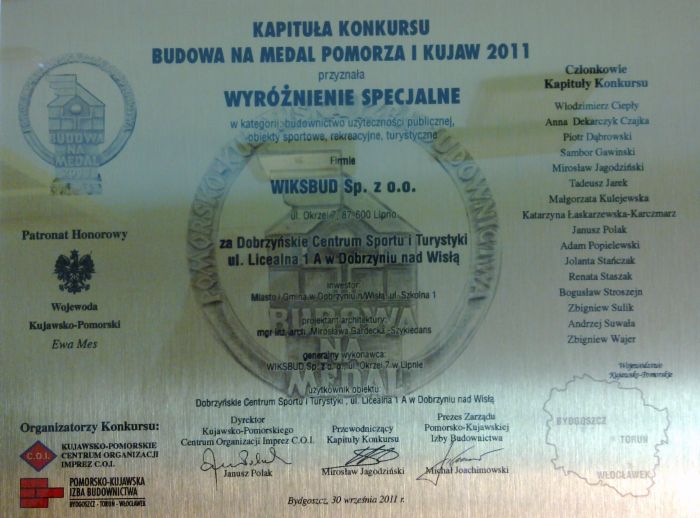 KAPITUŁA KONKURSU
BUDOWA NA MEDAL POMORZA I KUJAW 2011
przyznała
WYRÓŻNIENIE SPECJALNE
w kategorii budownictwo użyteczności publicznej,
obiekty sportowe, rekreacyjne, turystyczne
Firmie
WIKSBUD Sp. z o.o.
ul. Okrzei 7, 87-600 Lipno
za Dobrzyńskie Centrum Sportu i Turystyki
ul. Licealna 1 A w Dobrzyniu nad Wisłą
inwestor:
Miasto i Gmina w Dobrzyniu n/Wisłą, ul. Szkolna 1
projektant architektury:
mgr inż. arch. Mirosława Gardecka -Szykiedans
generalny wykonawca:
WIKSBUD Sp. z o.o., ul. Okrzei 7 w Lipnie
użytkownik obiektu:
Dobrzyńskie Centrum Sportu i Turystyki , ul. Licealna 1 A w Dobrzyniu nad Wisłą
BUDOWA
NA
MEDAL
Patronat Honorowy
Wojewoda
Kujawsko-Pomorski
Ewa Mes
Członkowie
Kapituły Konkursu
Włodzimierz Ciepły
Anna Dekarczyk Czajka
Piotr Dąbrowski
Sambor Gawinski
Mirosław Jagodziński
Tadeusz Jarek
Małgorzata Kulejewska
Katarzyna Łaskarzewska-Karczmarz
Janusz Polak
Adam Popielewski
Jolanta Stańczak
Renata Staszak
Bogusław Stroszejn
Zbigniew Sulik
Andrzej Suwała
Zbigniew Wajer
Województwo
Kujawsko-Pomorskie
BYDGOSZCZ
TORUŃ
WŁOCŁAWEK
BUDOWA
NA
MEDAL
Organizatorzy Konkursu:
C.O.I.
KUJAWSKO-POMORSKIE
CENTRUM ORGANIZACJI
IMPREZ C.O.I.
POMORSKO-KUJAWSKA
IZBA BUDOWNICTWA
BYDGOSZCZ - TORUŃ - WŁOCŁAWEK
Dyrektor
Kujawsko-Pomorskiego
Centrum Organizacji Imprez C.O.I.
Janusz Polak
Przewodniczący
Kapituły Konkursu
Mirosław Jagodziński
Prezes Zarządu
Pomorsko-Kujawskiej
Izby Budownictwa
Michał Joachimowski
Bydgoszcz, 30 września 2011 r.